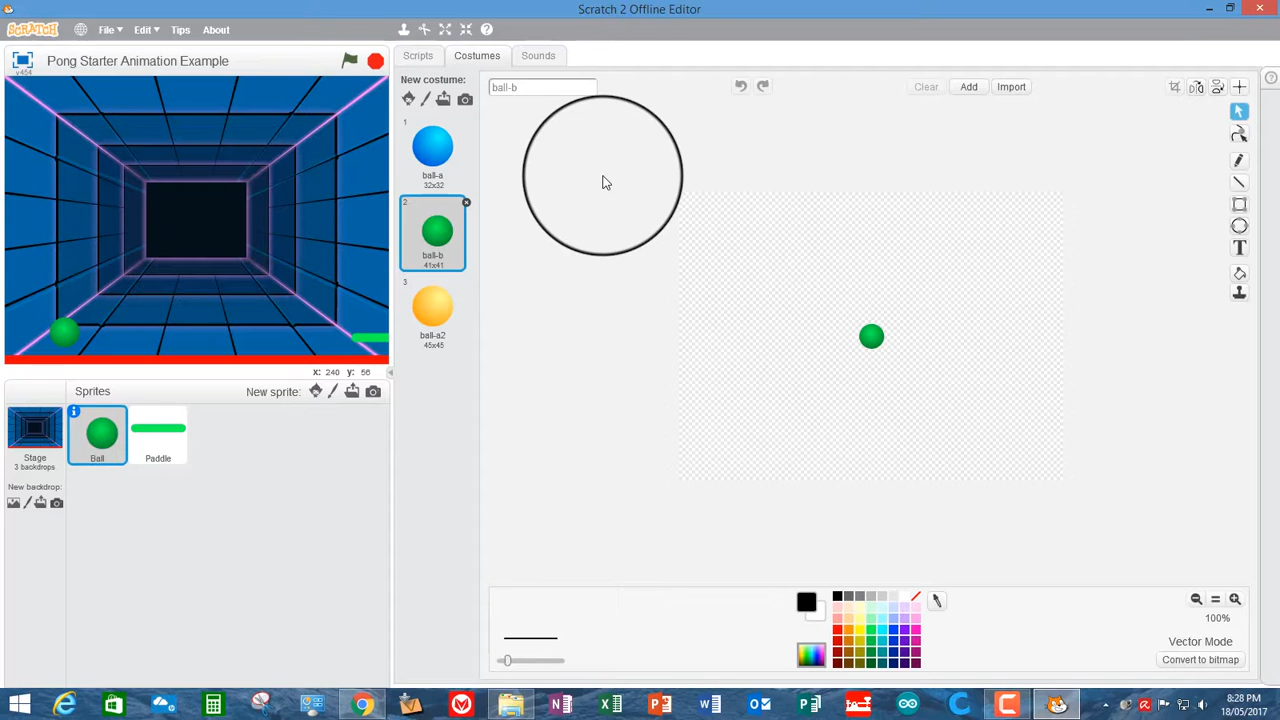 Scratch 2 Offline Editor
SCRATCH File Edit Tips About
Scripts Costumes Sounds
Pong Starter Animation Example
v454
New costume:
ball-b
Clear Add Import
1
ball-a
32x32
2
ball-b
41x41
3
ball-a2
45x45
x: 240 y: 56
Sprites New sprite:
Stage
3 backdrops
New backdrop:
Ball
Paddle
100%
Vector Mode
Convert to bitmap
8:28 PM
18/05/2017